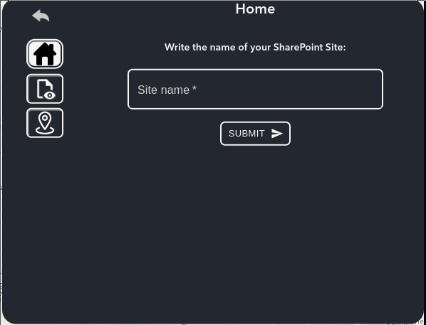 Home
Write the name of your SharePoint Site:
Site name *
SUBMIT